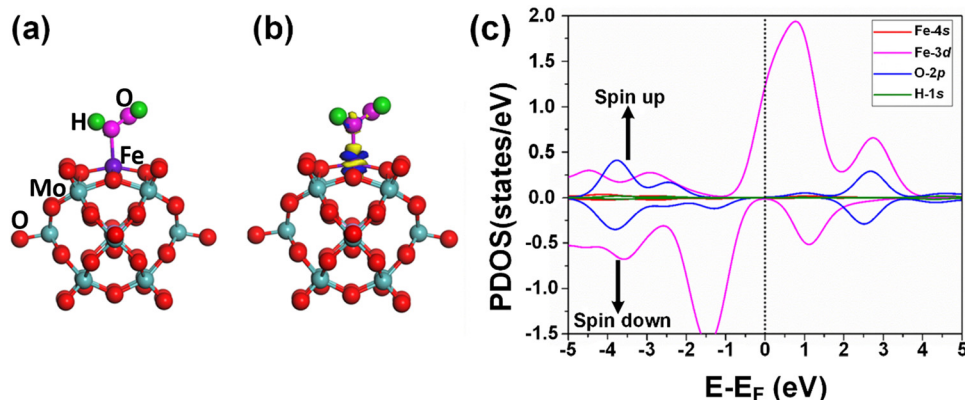 (a)
(b)
(c)
O
H
Fe
Mo
O
PDOS(states/eV)
2.0
1.5
1.0
0.5
0.0
-0.5
-1.0
-1.5
Spin up
Spin down
Fe-4s
Fe-3d
O-2p
H-1s
-5 -4 -3 -2 -1 0 1 2 3 4 5
E-E_F (eV)